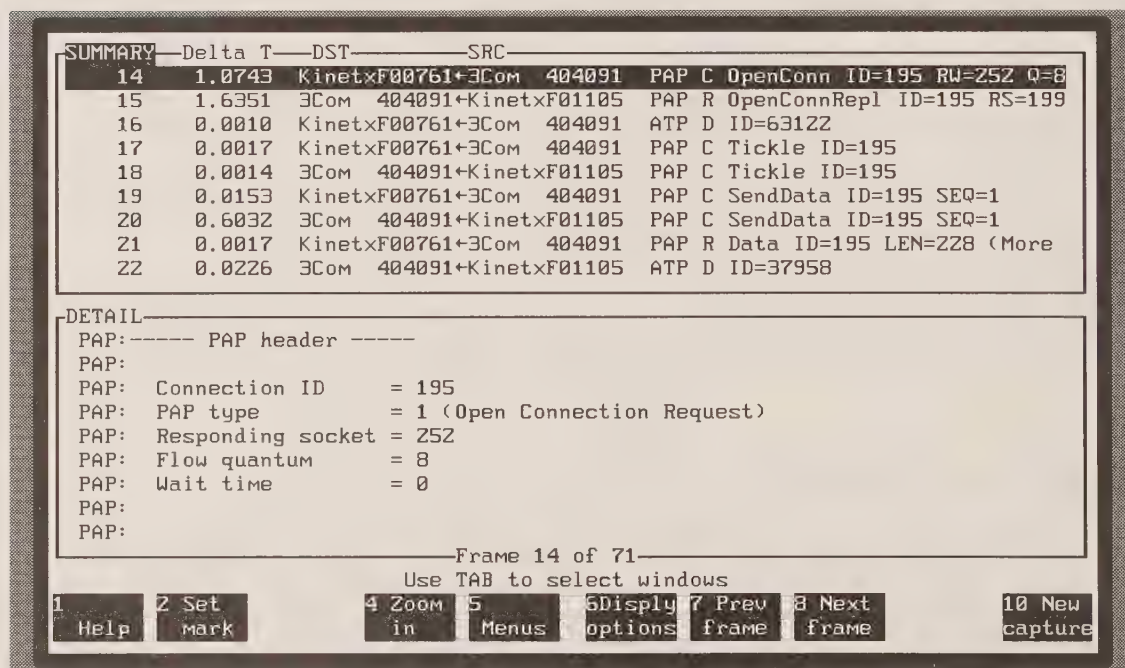 SUMMARY Delta T DST SRC
14 1.0743 KinetxF00761←3Com 404091 PAP C OpenConn ID=195 RW=252 Q=8
15 1.6351 3Com 404091←KinetxF01105 PAP R OpenConnRepl ID=195 RS=199
16 0.0010 KinetxF00761←3Com 404091 ATP D ID=63122
17 0.0017 KinetxF00761←3Com 404091 PAP C Tickle ID=195
18 0.0014 3Com 404091←KinetxF01105 PAP C Tickle ID=195
19 0.0153 KinetxF00761←3Com 404091 PAP C SendData ID=195 SEQ=1
20 0.6032 3Com 404091←KinetxF01105 PAP C SendData ID=195 SEQ=1
21 0.0017 KinetxF00761←3Com 404091 PAP R Data ID=195 LEN=228 (More
22 0.0226 3Com 404091←KinetxF01105 ATP D ID=37958
DETAIL
PAP:----- PAP header -----
PAP:
PAP: Connection ID = 195
PAP: PAP type = 1 (Open Connection Request)
PAP: Responding socket = 252
PAP: Flow quantum = 8
PAP: Wait time = 0
PAP:
PAP:
Frame 14 of 71
Use TAB to select windows
1 2 Set 4 Zoom 5 6Disply 7 Prev 8 Next 10 New
Help mark in Menus options frame frame capture